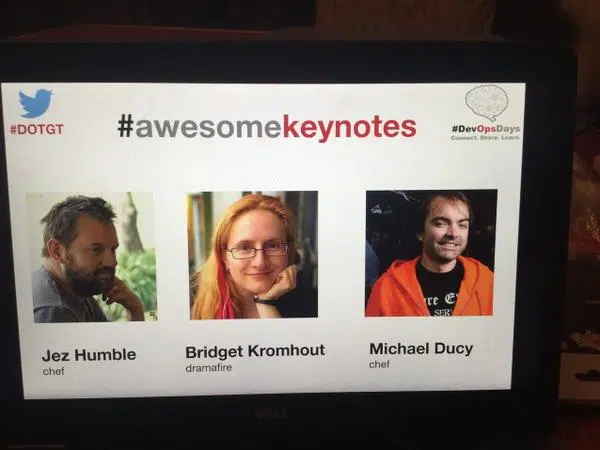 #DOTGT
#awesomekeynotes
#DevOpsDays
Connect. Share. Learn.
Jez Humble
chef
Bridget Kromhout
dramafire
Michael Ducy
chef
DELL